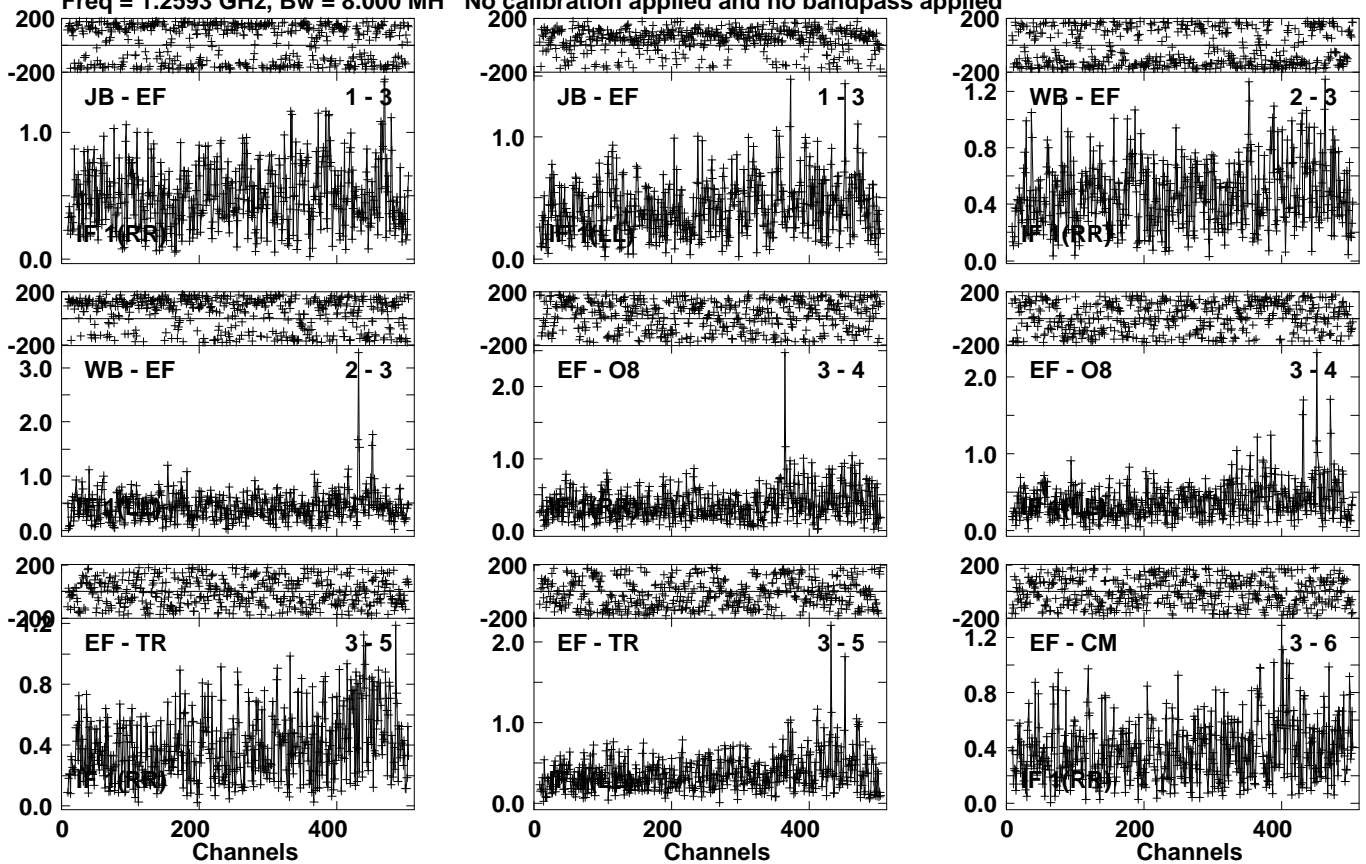 Freq = 1.2593 GHz, Bw = 8.000 MH No calibration applied and no bandpass applied
200 200 200
-200 -200 -200
JB - EF 1 - 3 JB - EF 1 - 3 WB - EF 2 - 3
1.2
1.0 1.0
0.8
0.4
IF 1(RR) IF 1(LL) IF 1(RR)
0.0 0.0 0.0
200 200 200
-200 -200 -200
WB - EF 2 - 3 EF - O8 3 - 4 EF - O8 3 - 4
3.0
2.0 2.0
2.0
1.0 1.0 1.0
0.0 0.0 0.0
200 200 200
-200 -200 -200
1.2
EF - TR 3 - 5 EF - TR 3 - 5 EF - CM 3 - 6
2.0 1.2
0.8 0.8
1.0
0.4 0.4
IF 1(RR) IF 1(RR)
0.0 0.0 0.0
0 200 400 0 200 400 0 200 400
Channels Channels Channels